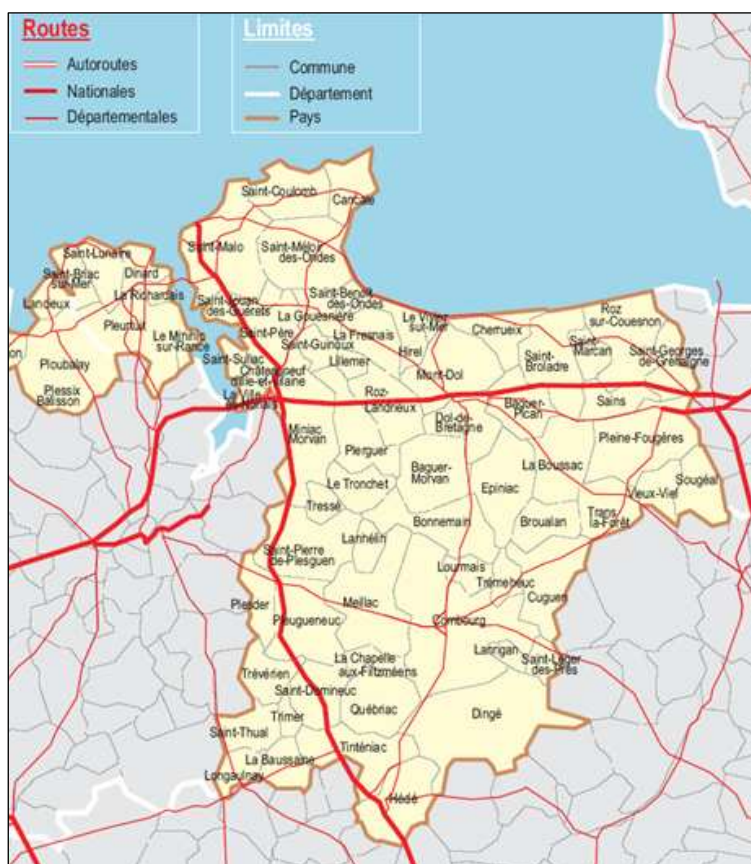 Routes
Autoroutes
Nationales
Départementales
Limites
Commune
Département
Pays
Saint-Coulomb
Cancale
Saint-Malo
Saint-Méloir
des-Ondes
Saint-Lunaire
Saint-Briac
sur-Mer
Dinard
Lancieux
La Richardais
Pleurtuit
Le Minihic
sur-Rance
Ploubalay
Plessix
Balisson
on
Saint-Jouan
des-Guérets
La Gouesnière
Saint-Benoît
des-Ondes
Saint-Père
Saint-Guinoux
La Fresnais
Le Vivier
sur-Mer
Cherrueix
Roz
sur-Couesnon
Saint-Suliac
Châteauneuf
d'Ille-et-Vilaine
Lillemer
Hirel
Mont-Dol
Saint-
Broladre
Saint-
Marcan
Saint-Georges
de-Gréhaigne
La Ville
ès-Nonais
Roz-
Landrieux
Dol-de-
Bretagne
Baguer-
Pican
Sains
Miniac
Morvan
Plerguer
Baguer-
Morvan
La Boussac
Pleine-Fougères
Le Tronchet
Epiniac
Vieux-Viel
Sougéal
Tressé
Bonnemain
Broualan
Trans-
la-Forêt
Lanhélin
Saint-Pierre
de-Plesguen
Lourmais
Trémeheuc
Cuguen
Plesder
Meillac
Pleugueneuc
Combourg
Lanrigan
Saint-Léger
des-Prés
La Chapelle
aux-Filtzméens
Trévérien
Saint-Domineuc
Québriac
Dingé
Trimer
Saint-Thual
Tinténiac
La Baussaine
Longaulnay
Hédé